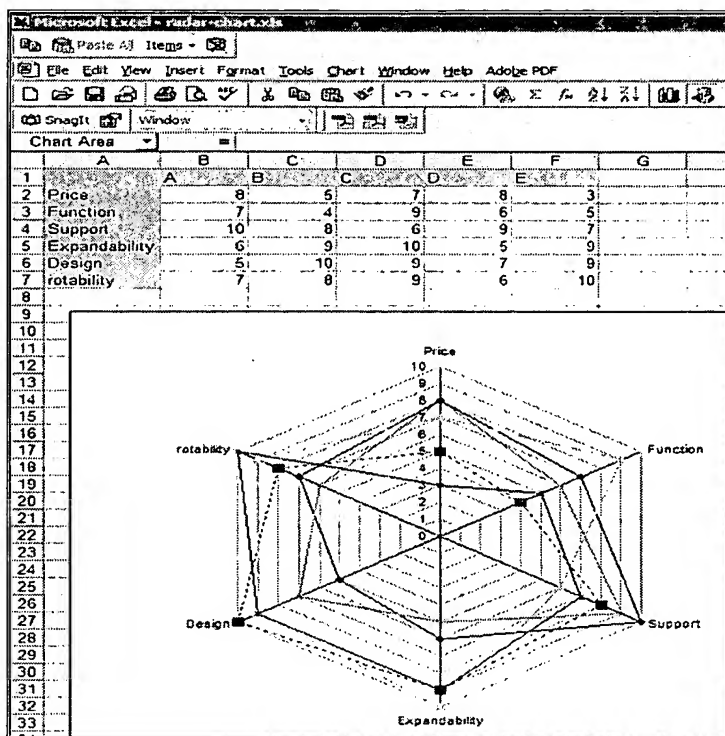 Microsoft Excel - radar-chart.xls
Paste All Items
File Edit View Insert Format Tools Chart Window Help Adobe PDF
SnagIt Window
Chart Area =
A B C D E F G
1 A B C D E
2 Price 8 5 7 8 3
3 Function 7 4 9 6 5
4 Support 10 8 6 9 7
5 Expandability 6 9 10 5 9
6 Design 5 10 9 7 9
7 rotability 7 8 9 6 10
8
9
10
11
12
13
14
15
16
17
18
19
20
21
22
23
24
25
26
27
28
29
30
31
32
33
Price
10
9
8
7
6
5
4
3
2
1
0
rotability
Function
Design
Support
Expandability